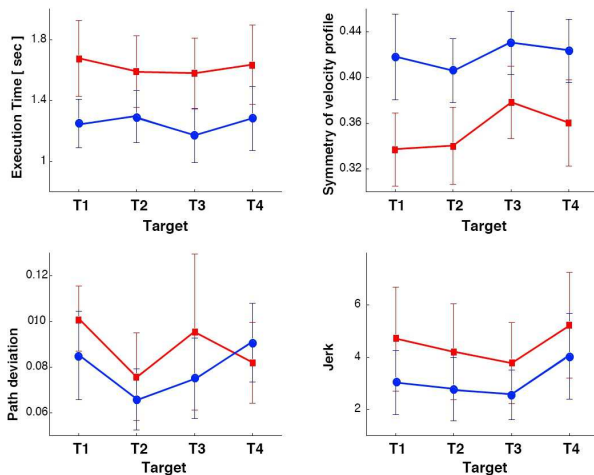 Execution Time [ sec ]
1.8
1.4
1
T1 T2 T3 T4
Target
Symmetry of velocity profile
0.44
0.40
0.36
0.32
T1 T2 T3 T4
Target
Path deviation
0.12
010
0.08
0.06
T1 T2 T3 T4
Target
Jerk
6
4
2
T1 T2 T3 T4
Target